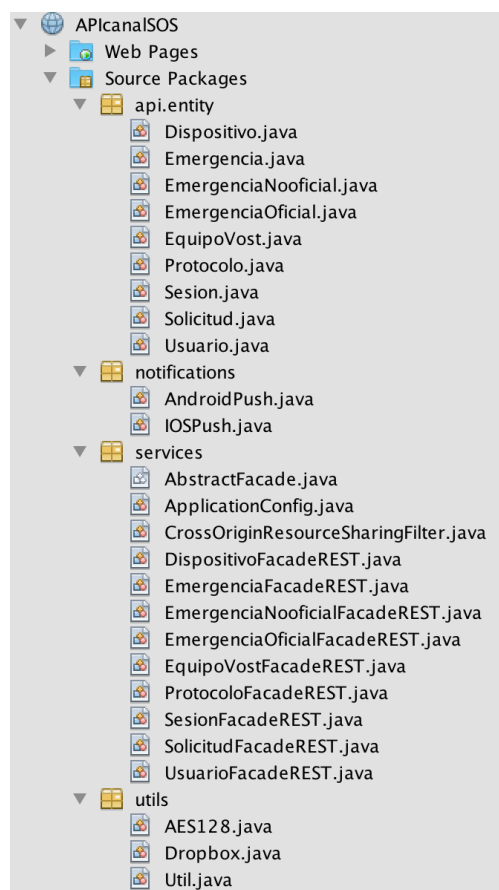 APIcanalSOS
Web Pages
Source Packages
api.entity
Dispositivo.java
Emergencia.java
EmergenciaNooficial.java
EmergenciaOficial.java
EquipoVost.java
Protocolo.java
Sesion.java
Solicitud.java
Usuario.java
notifications
AndroidPush.java
IOSPush.java
services
AbstractFacade.java
ApplicationConfig.java
CrossOriginResourceSharingFilter.java
DispositivoFacadeREST.java
EmergenciaFacadeREST.java
EmergenciaNooficialFacadeREST.java
EmergenciaOficialFacadeREST.java
EquipoVostFacadeREST.java
ProtocoloFacadeREST.java
SesionFacadeREST.java
SolicitudFacadeREST.java
UsuarioFacadeREST.java
utils
AES128.java
Dropbox.java
Util.java